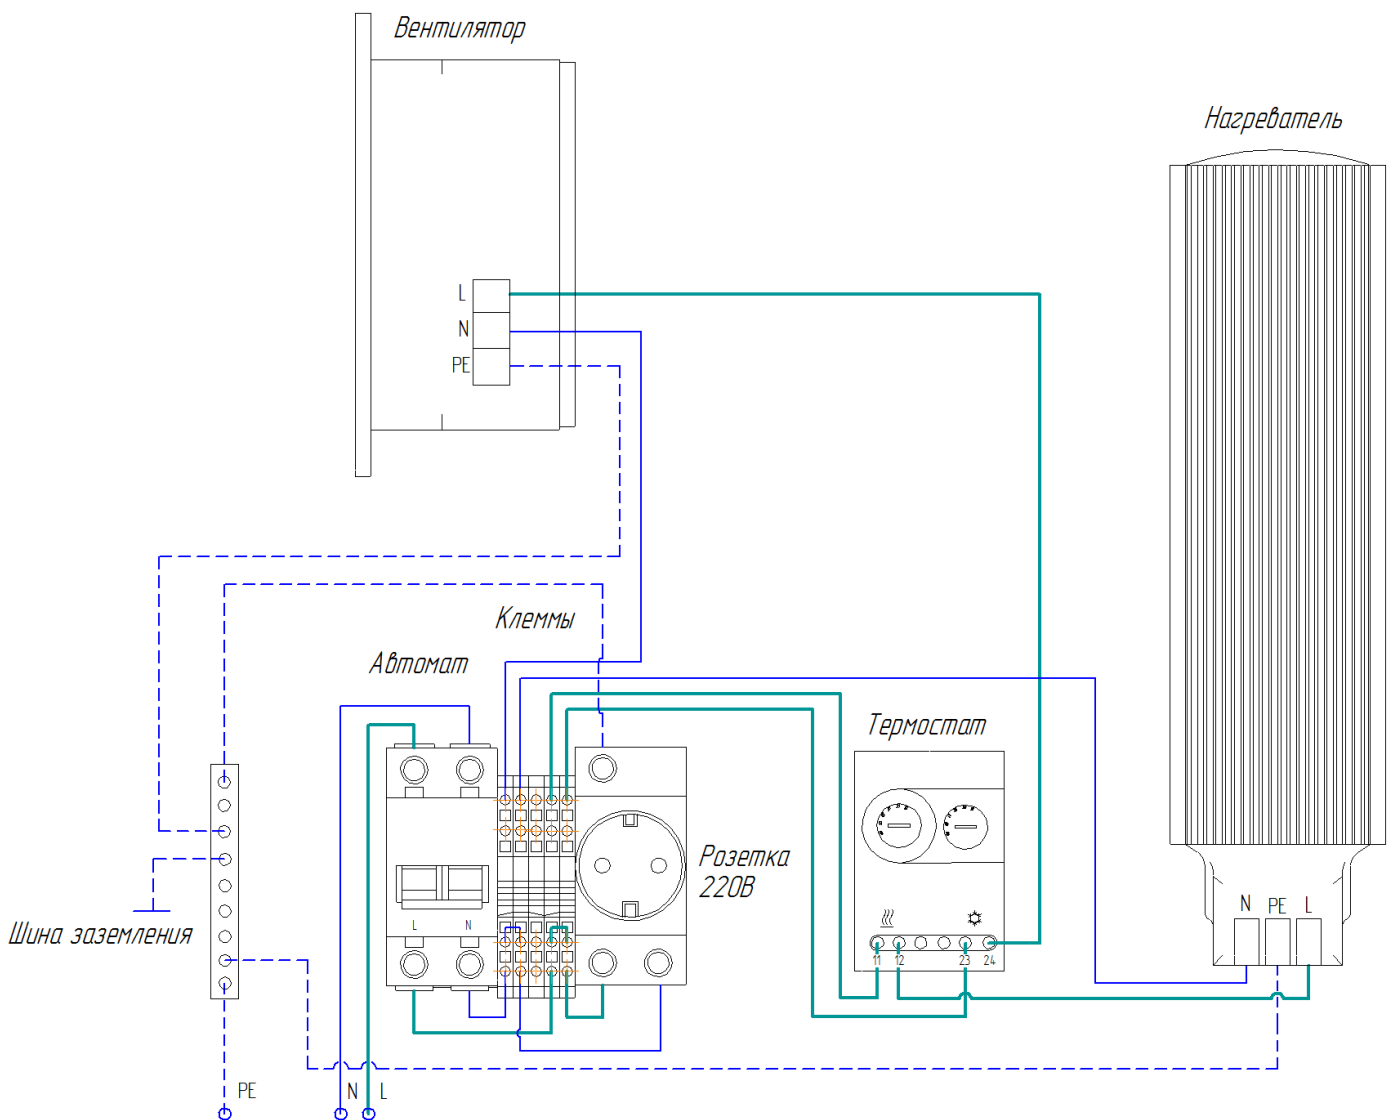 Вентилятор
Нагреватель
L
N
PE
Клеммы
Автомат
Термостат
Розетка
220В
L
N
N
PE
L
Шина заземления
11
12
23
24
PE
N
L